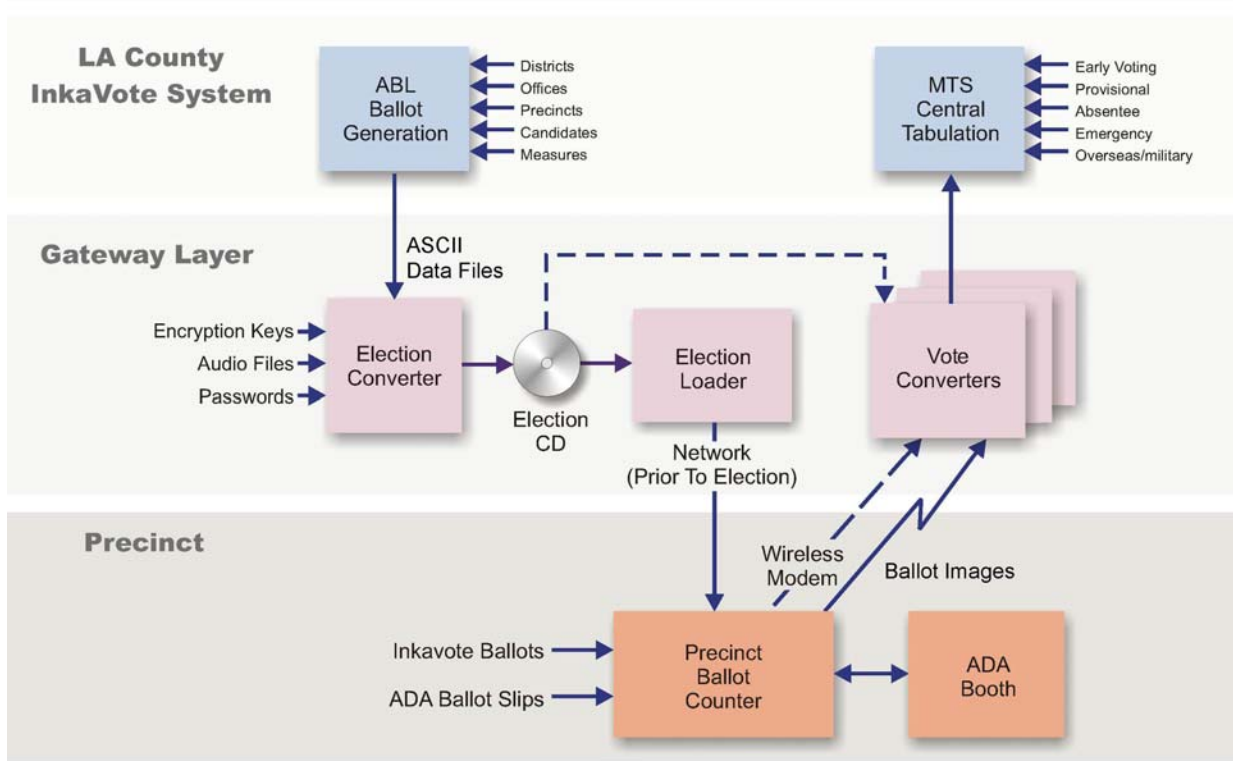 LA County
InkaVote System
ABL
Ballot
Generation
Districts
Offices
Precincts
Candidates
Measures
MTS
Central
Tabulation
Early Voting
Provisional
Absentee
Emergency
Overseas/military
Gateway Layer
ASCII
Data Files
Encryption Keys
Audio Files
Passwords
Election
Converter
Election
CD
Election
Loader
Vote
Converters
Network
(Prior To Election)
Precinct
Wireless
Modem
Ballot Images
Inkavote Ballots
ADA Ballot Slips
Precinct
Ballot
Counter
ADA
Booth